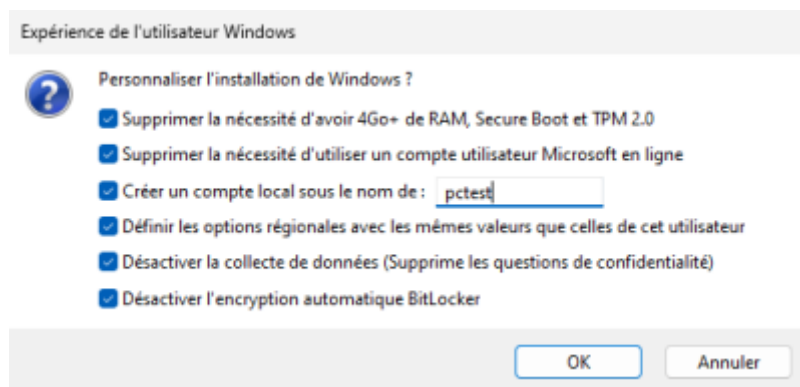 Expérience de l'utilisateur Windows
Personnaliser l'installation de Windows ?
Supprimer la nécessité d'avoir 4Go+ de RAM, Secure Boot et TPM 2.0
Supprimer la nécessité d'utiliser un compte utilisateur Microsoft en ligne
Créer un compte local sous le nom de : pctest
Définir les options régionales avec les mêmes valeurs que celles de cet utilisateur
Désactiver la collecte de données (Supprime les questions de confidentialité)
Désactiver l'encryption automatique BitLocker
OK Annuler